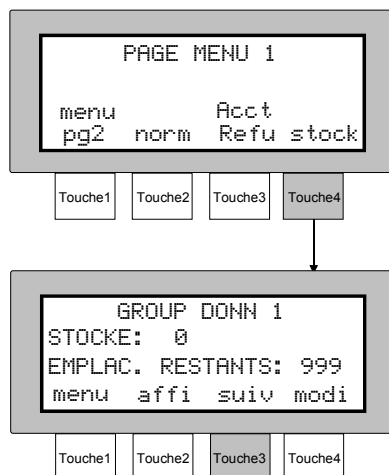 PAGE MENU 1
menu Acct
pg2 norm Refu stock
Touche1 Touche2 Touche3 Touche4
GROUP DONN 1
STOCKE: 0
EMPLAC. RESTANTS: 999
menu affi suiv modi
Touche1 Touche2 Touche3 Touche4